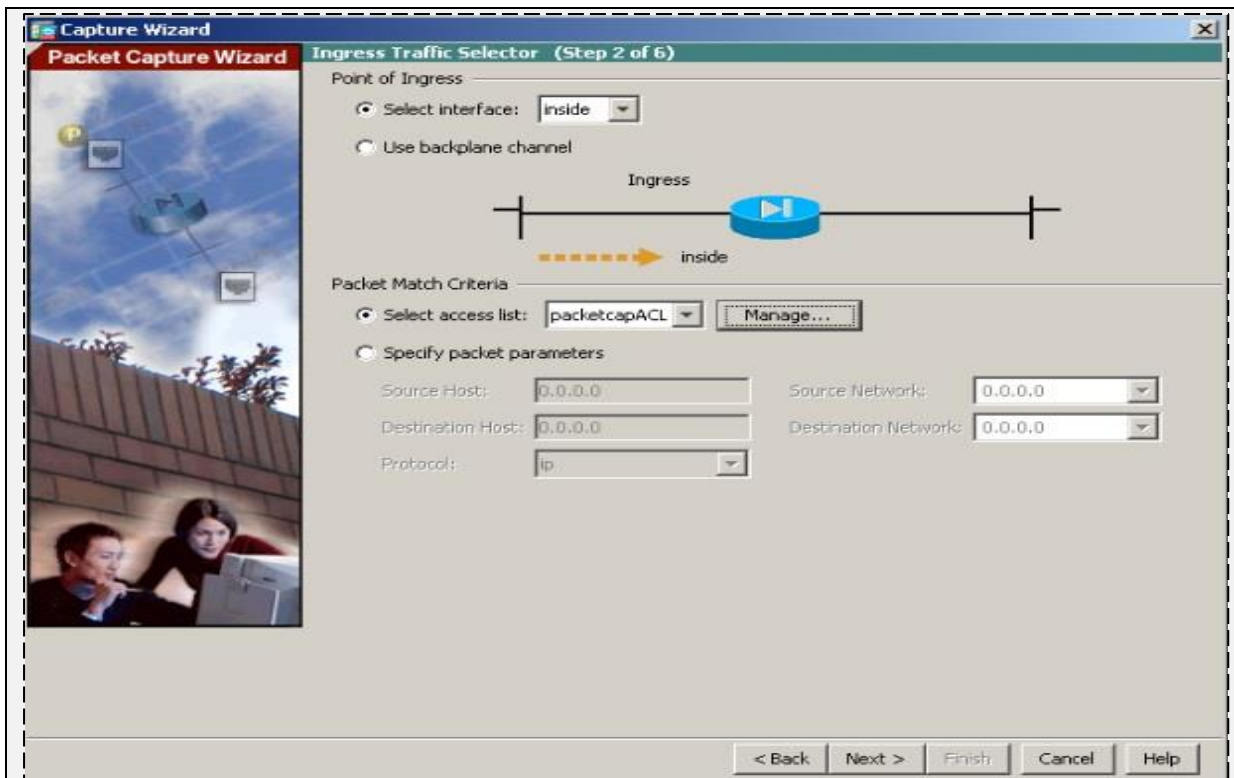 Capture Wizard
Packet Capture Wizard
Ingress Traffic Selector (Step 2 of 6)
Point of Ingress
Select interface: inside
Use backplane channel
Ingress
inside
Packet Match Criteria
Select access list: packetcapACL Manage...
Specify packet parameters
Source Host: 0.0.0.0 Source Network: 0.0.0.0
Destination Host: 0.0.0.0 Destination Network: 0.0.0.0
Protocol: ip
< Back Next > Finish Cancel Help